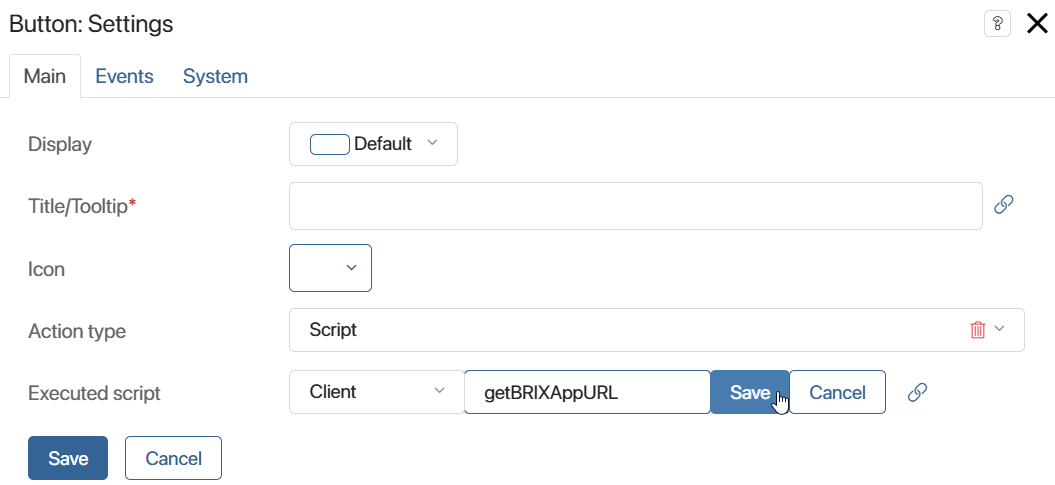 Button: Settings ?
Main Events System
Display Default
Title/Tooltip*
Icon
Action type Script
Executed script Client getBRIXAppURL Save Cancel
Save Cancel